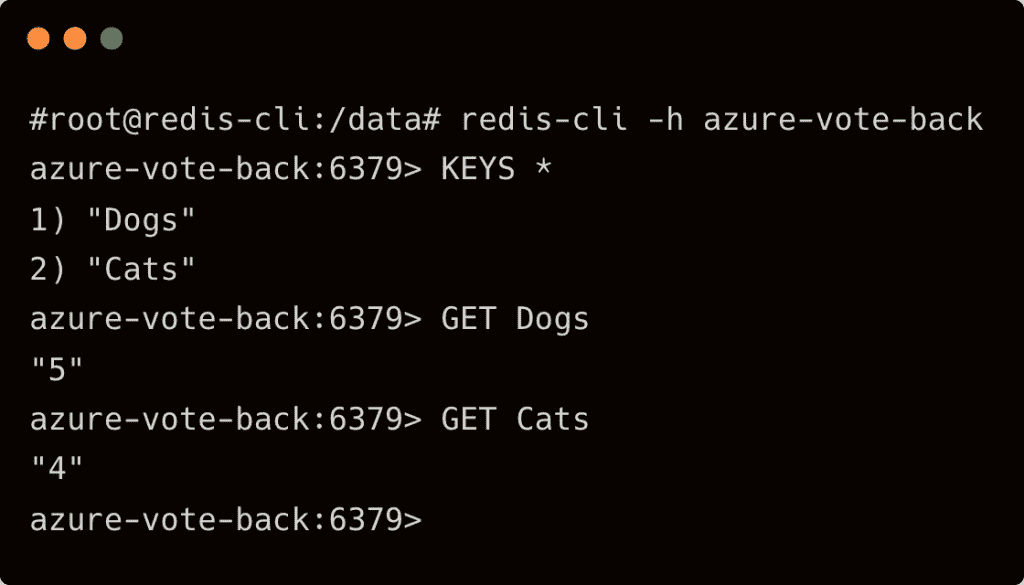 #root@redis-cli:/data# redis-cli -h azure-vote-back
azure-vote-back:6379> KEYS *
1) "Dogs"
2) "Cats"
azure-vote-back:6379> GET Dogs
"5"
azure-vote-back:6379> GET Cats
"4"
azure-vote-back:6379>